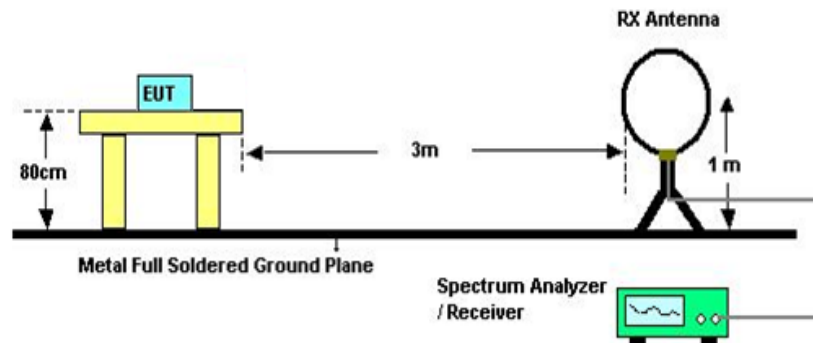 RX Antenna
EUT
3m
80cm
1 m
Metal Full Soldered Ground Plane
Spectrum Analyzer
/ Receiver